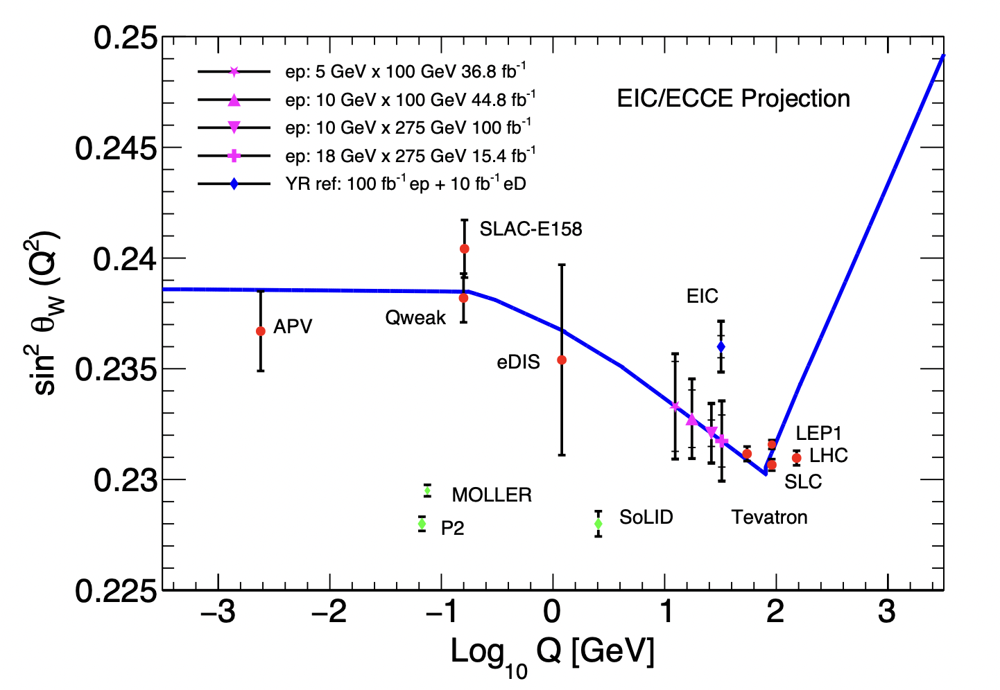 0.25
ep: 5 GeV x 100 GeV 36.8 fb⁻¹
ep: 10 GeV x 100 GeV 44.8 fb⁻¹
ep: 10 GeV x 275 GeV 100 fb⁻¹
ep: 18 GeV x 275 GeV 15.4 fb⁻¹
YR ref: 100 fb⁻¹ ep + 10 fb⁻¹ eD
EIC/ECCE Projection
0.245
SLAC-E158
0.24
EIC
Qweak
APV
eDIS
0.235
LEP1
LHC
SLC
0.23
MOLLER
P2
SoLID
Tevatron
0.225
sin² θ_W (Q²)
−3 −2 −1 0 1 2 3
Log₁₀ Q [GeV]